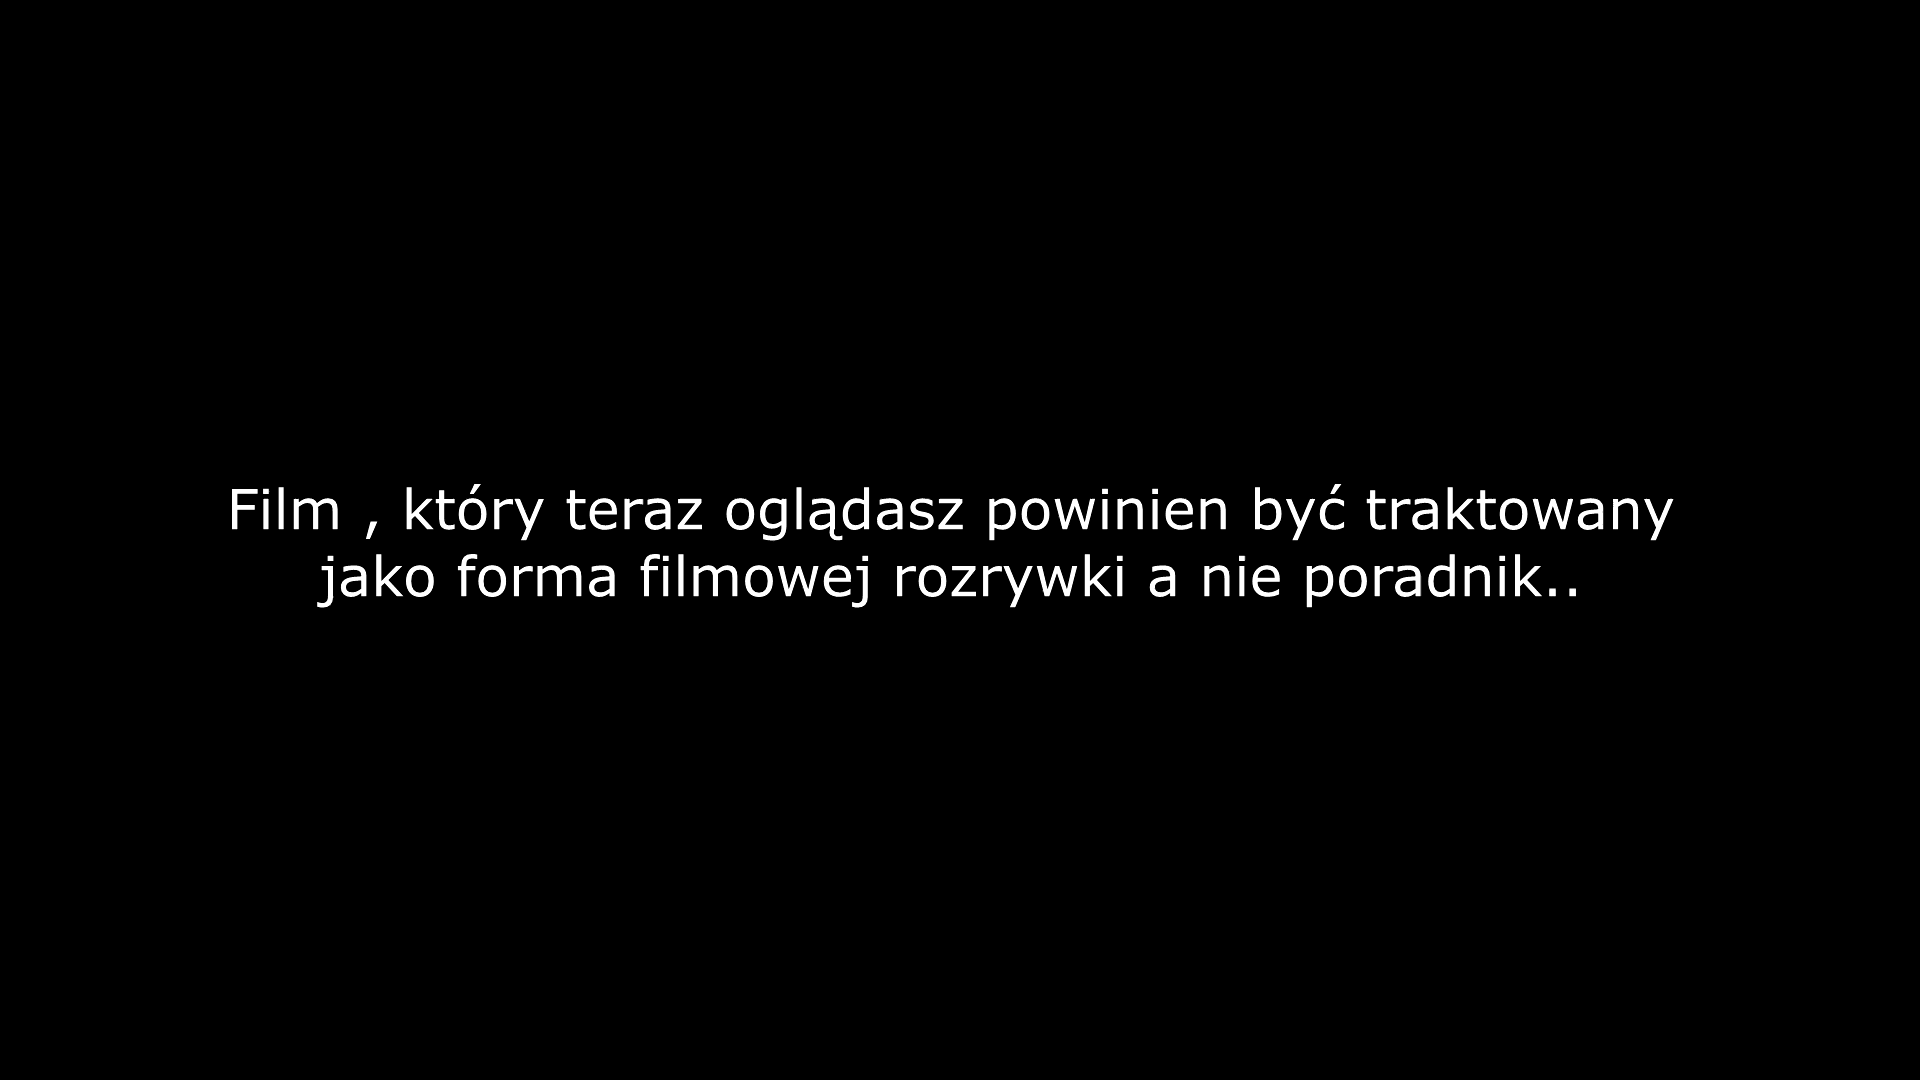 Film , który teraz oglądasz powinien być traktowany
jako forma filmowej rozrywki a nie poradnik..